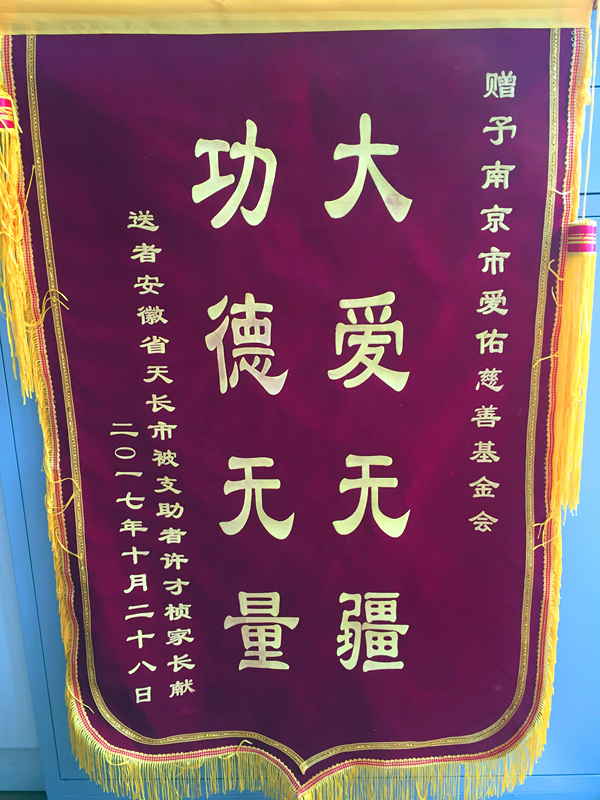 赠予南京市爱佑慈善基金会
大爱无疆
功德无量
送者安徽省天长市被支助者许才桢家长献
二〇一七年十月二十八日